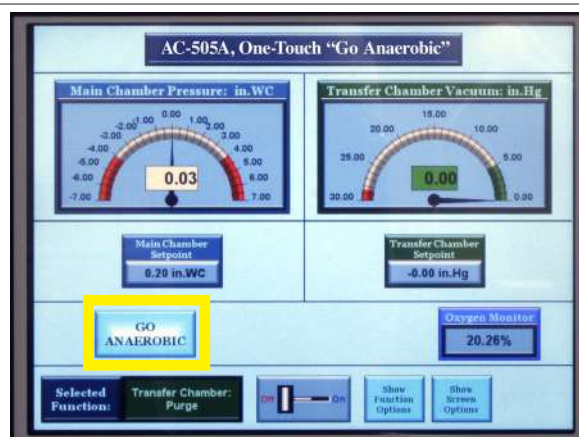 AC-505A, One-Touch “Go Anaerobic”
Main Chamber Pressure: in.WC
-7.00
-6.00
-5.00
-4.00
-3.00
-2.00
-1.00
0.00
1.00
2.00
3.00
4.00
5.00
6.00
7.00
0.03
Transfer Chamber Vacuum: in.Hg
30.00
25.00
20.00
15.00
10.00
5.00
0.00
0.00
Main Chamber
Setpoint
0.20 in.WC
Transfer Chamber
Setpoint
-0.00 in.Hg
GO
ANAEROBIC
Oxygen Monitor
20.26%
Selected
Function:
Transfer Chamber:
Purge
Off
On
Show
Function
Options
Show
Screen
Options